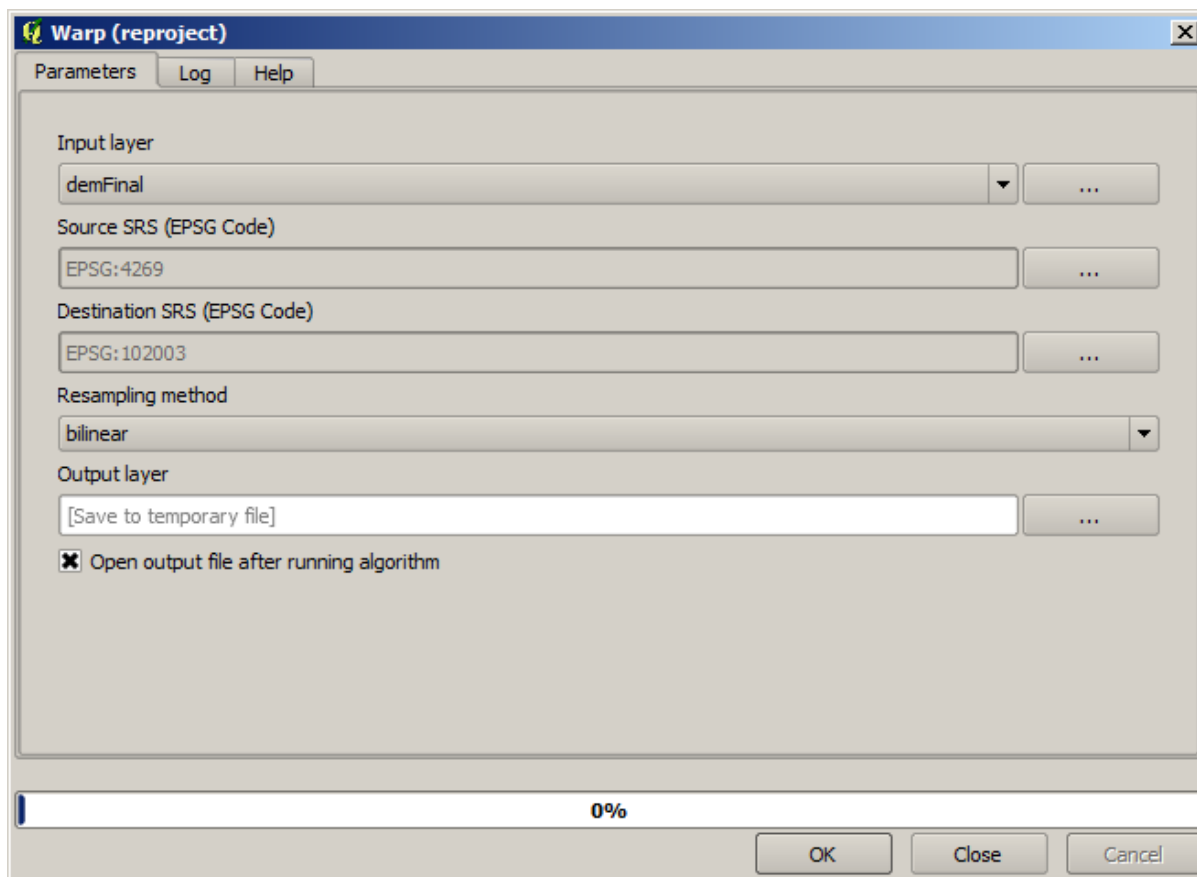 Warp (reproject)
Parameters Log Help
Input layer
demFinal ...
Source SRS (EPSG Code)
EPSG:4269 ...
Destination SRS (EPSG Code)
EPSG:102003 ...
Resampling method
bilinear
Output layer
[Save to temporary file] ...
Open output file after running algorithm
0%
OK Close Cancel